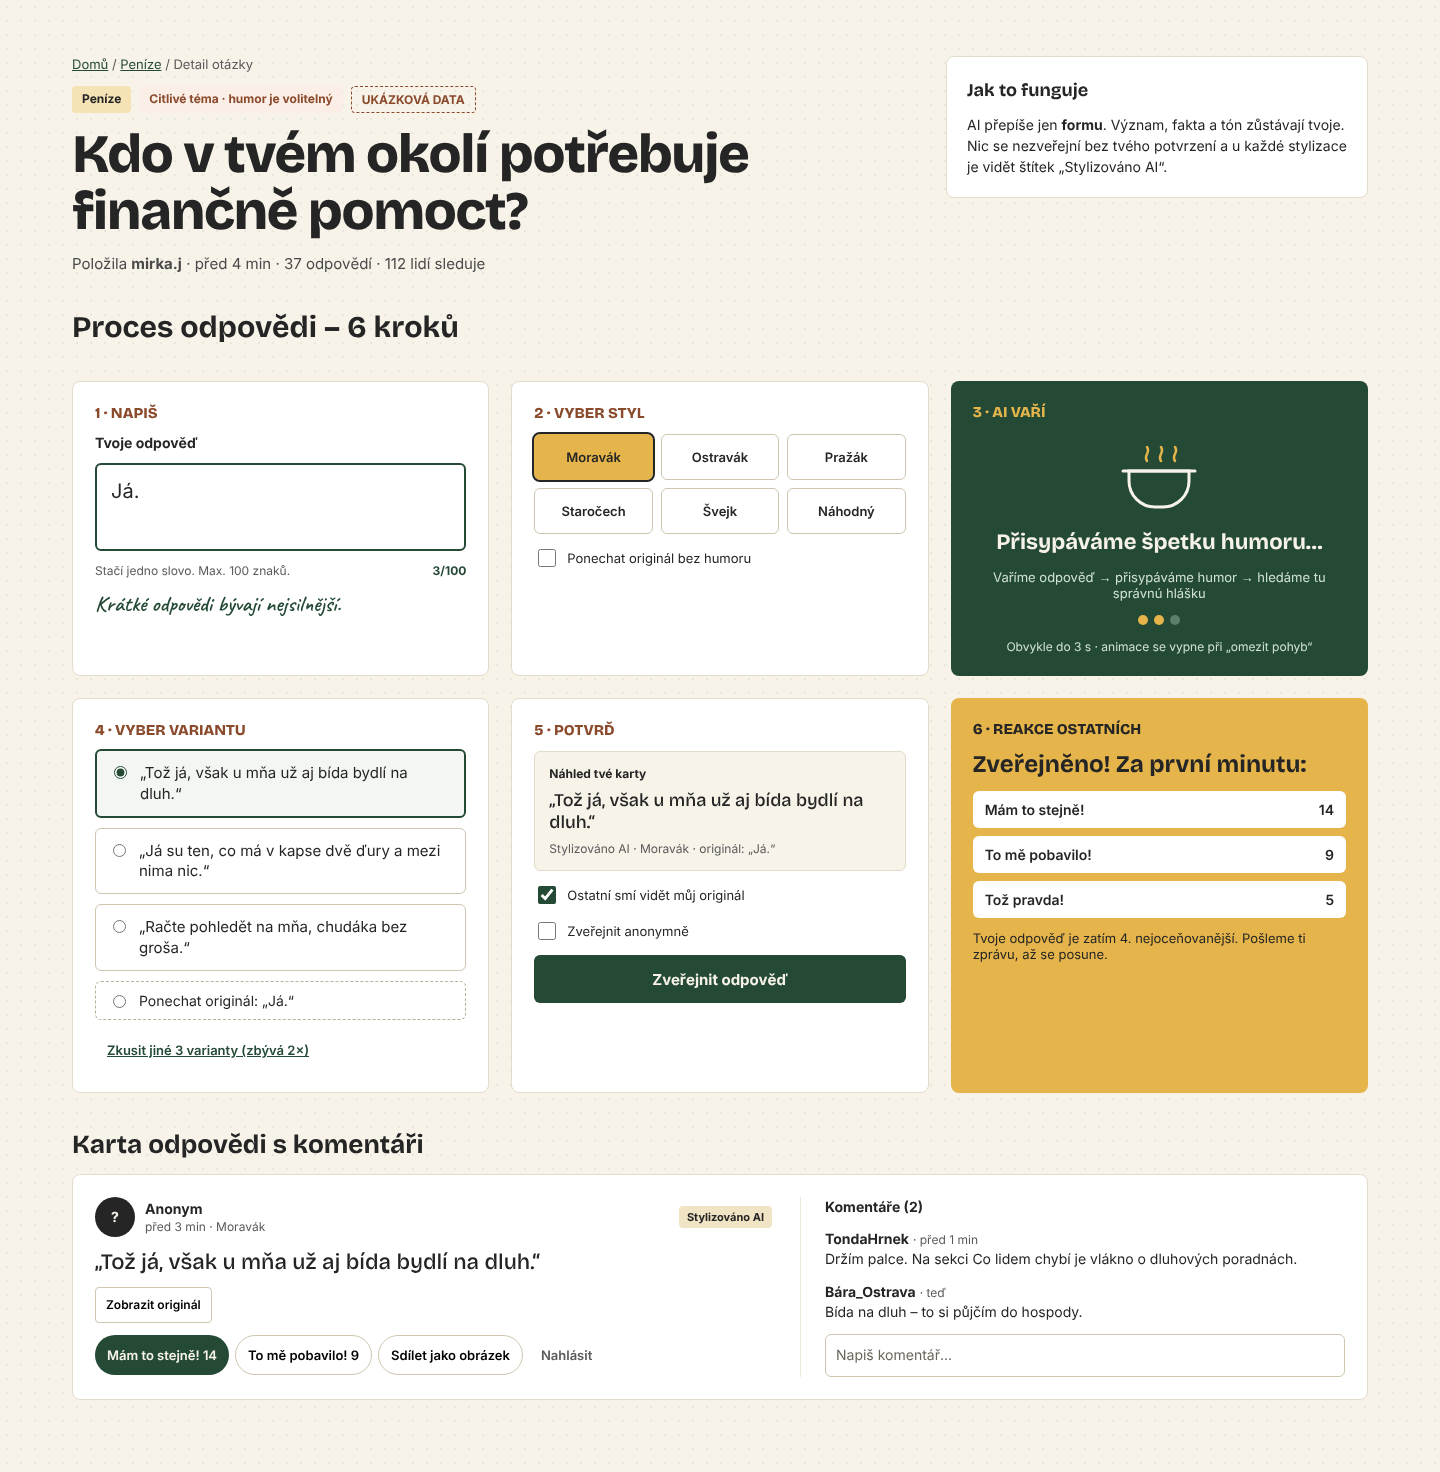 Domů / Peníze / Detail otázky
Peníze
Citlivé téma · humor je volitelný
UKÁZKOVÁ DATA
Kdo v tvém okolí potřebuje
finančně pomoct?
Položila mirka.j · před 4 min · 37 odpovědí · 112 lidí sleduje
Jak to funguje
AI přepíše jen formu. Význam, fakta a tón zůstávají tvoje.
Nic se nezveřejní bez tvého potvrzení a u každé stylizace
je vidět štítek „Stylizováno AI“.
Proces odpovědi – 6 kroků
1 · NAPIŠ
Tvoje odpověď
Já.
Stačí jedno slovo. Max. 100 znaků.
3/100
Krátké odpovědi bývají nejsilnější.
2 · VYBER STYL
Moravák
Ostravák
Pražák
Staročech
Švejk
Náhodný
Ponechat originál bez humoru
3 · AI VAŘÍ
Přisypáváme špetku humoru…
Vaříme odpověď → přisypáváme humor → hledáme tu
správnú hlášku
Obvykle do 3 s · animace se vypne při „omezit pohyb“
4 · VYBER VARIANTU
„Tož já, však u mňa už aj bída bydlí na
dluh.“
„Já su ten, co má v kapse dvě ďury a mezi
nima nic.“
„Račte pohledět na mňa, chudáka bez
groša.“
Ponechat originál: „Já.“
Zkusit jiné 3 varianty (zbývá 2×)
5 · POTVRĎ
Náhled tvé karty
„Tož já, však u mňa už aj bída bydlí na
dluh.“
Stylizováno AI · Moravák · originál: „Já.“
Ostatní smí vidět můj originál
Zveřejnit anonymně
Zveřejnit odpověď
6 · REAKCE OSTATNÍCH
Zveřejněno! Za první minutu:
Mám to stejně! 14
To mě pobavilo! 9
Tož pravda! 5
Tvoje odpověď je zatím 4. nejoceňovanější. Pošleme ti
zprávu, až se posune.
Karta odpovědi s komentáři
?
Anonym
před 3 min · Moravák
Stylizováno AI
„Tož já, však u mňa už aj bída bydlí na dluh.“
Zobrazit originál
Mám to stejně! 14
To mě pobavilo! 9
Sdílet jako obrázek
Nahlásit
Komentáře (2)
TondaHrnek · před 1 min
Držím palce. Na sekci Co lidem chybí je vlákno o dluhových poradnách.
Bára_Ostrava · teď
Bída na dluh – to si půjčím do hospody.
Napiš komentář…